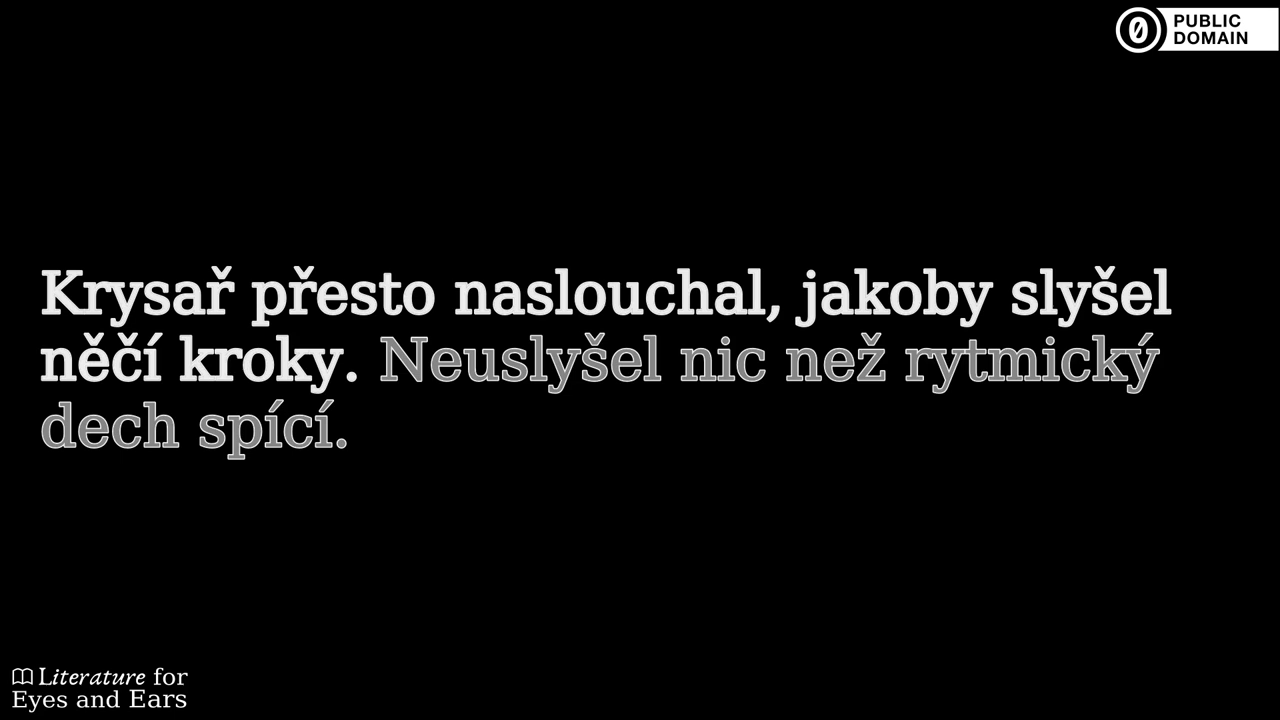 PUBLIC
DOMAIN
Krysař přesto naslouchal, jakoby slyšel
něčí kroky. Neuslyšel nic než rytmický
dech spící.
Literature for
Eyes and Ears